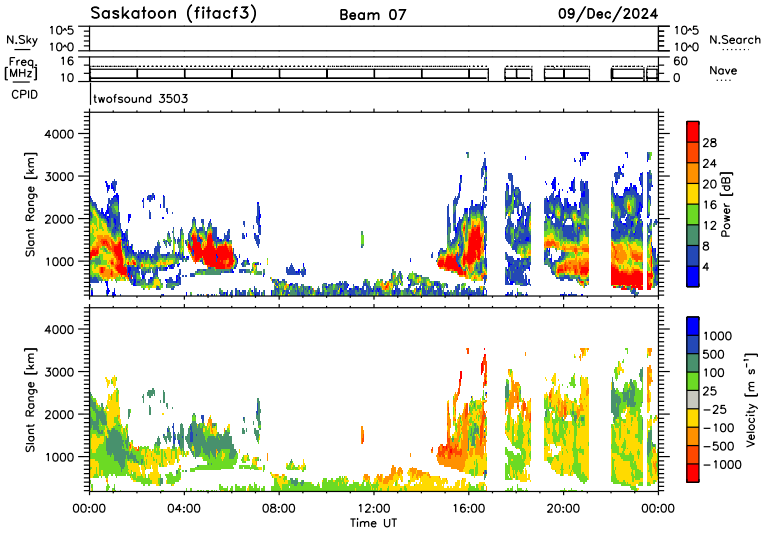 Saskatoon (fitacf3) Beam 07 09/Dec/2024
10^5 10^5
N.Sky N.Search
10^0 10^0
Freq. 16 60
[MHz] Nave
10 0
CPID
twofsound 3503
4000
3000
2000
1000
Slant Range [km]
28
24
20
16
12
8
4
Power [dB]
4000
3000
2000
1000
Slant Range [km]
1000
500
100
25
−25
−100
−500
−1000
Velocity [m s⁻¹]
00:00 04:00 08:00 12:00 16:00 20:00 00:00
Time UT